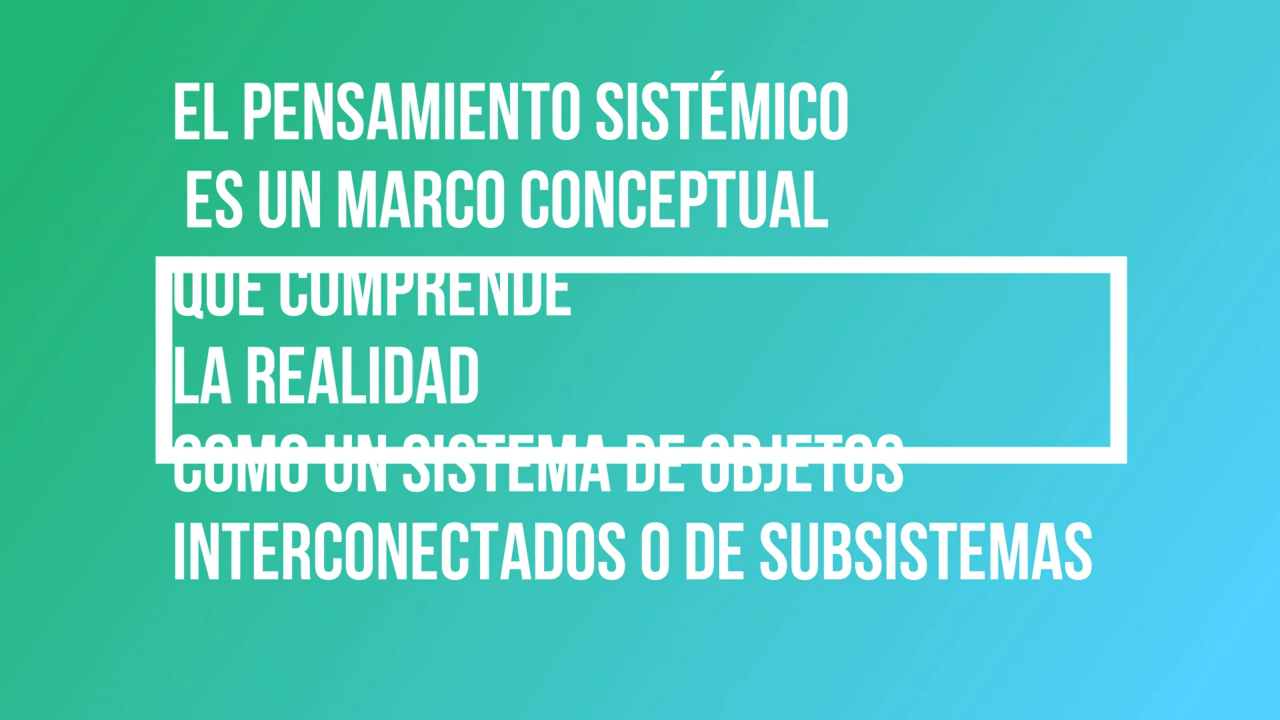 EL PENSAMIENTO SISTÉMICO
ES UN MARCO CONCEPTUAL
QUE COMPRENDE
LA REALIDAD
COMO UN SISTEMA DE OBJETOS
INTERCONECTADOS O DE SUBSISTEMAS